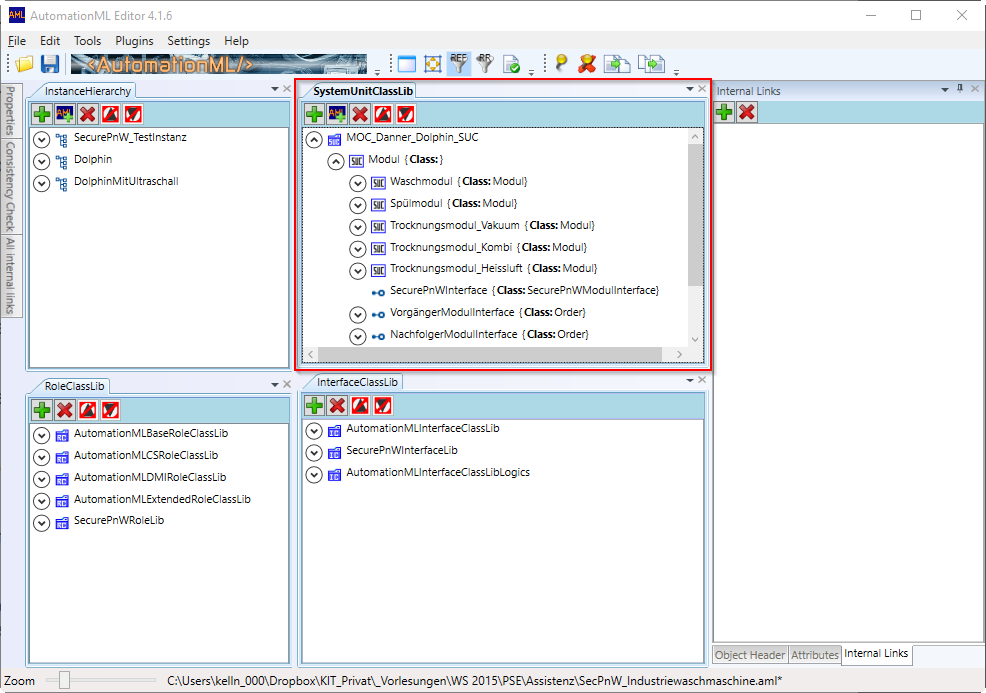 AutomationML Editor 4.1.6
File Edit Tools Plugins Settings Help
<AutomationML/>
REF
RR
Properties
Consistency Check
All internal links
InstanceHierarchy
SecurePnW_TestInstanz
Dolphin
DolphinMitUltraschall
SystemUnitClassLib
MOC_Danner_Dolphin_SUC
Modul {Class:}
Waschmodul {Class: Modul}
Spülmodul {Class: Modul}
Trocknungsmodul_Vakuum {Class: Modul}
Trocknungsmodul_Kombi {Class: Modul}
Trocknungsmodul_Heissluft {Class: Modul}
SecurePnWInterface {Class: SecurePnWModulInterface}
VorgängerModulInterface {Class: Order}
NachfolgerModulInterface {Class: Order}
Internal Links
RoleClassLib
AutomationMLBaseRoleClassLib
AutomationMLCSRoleClassLib
AutomationMLDMIRoleClassLib
AutomationMLExtendedRoleClassLib
SecurePnWRoleLib
InterfaceClassLib
AutomationMLInterfaceClassLib
SecurePnWInterfaceLib
AutomationMLInterfaceClassLibLogics
Object Header Attributes Internal Links
Zoom C:\Users\kelln_000\Dropbox\KIT_Privat\_Vorlesungen\WS 2015\PSE\Assistenz\SecPnW_Industriewaschmaschine.aml*